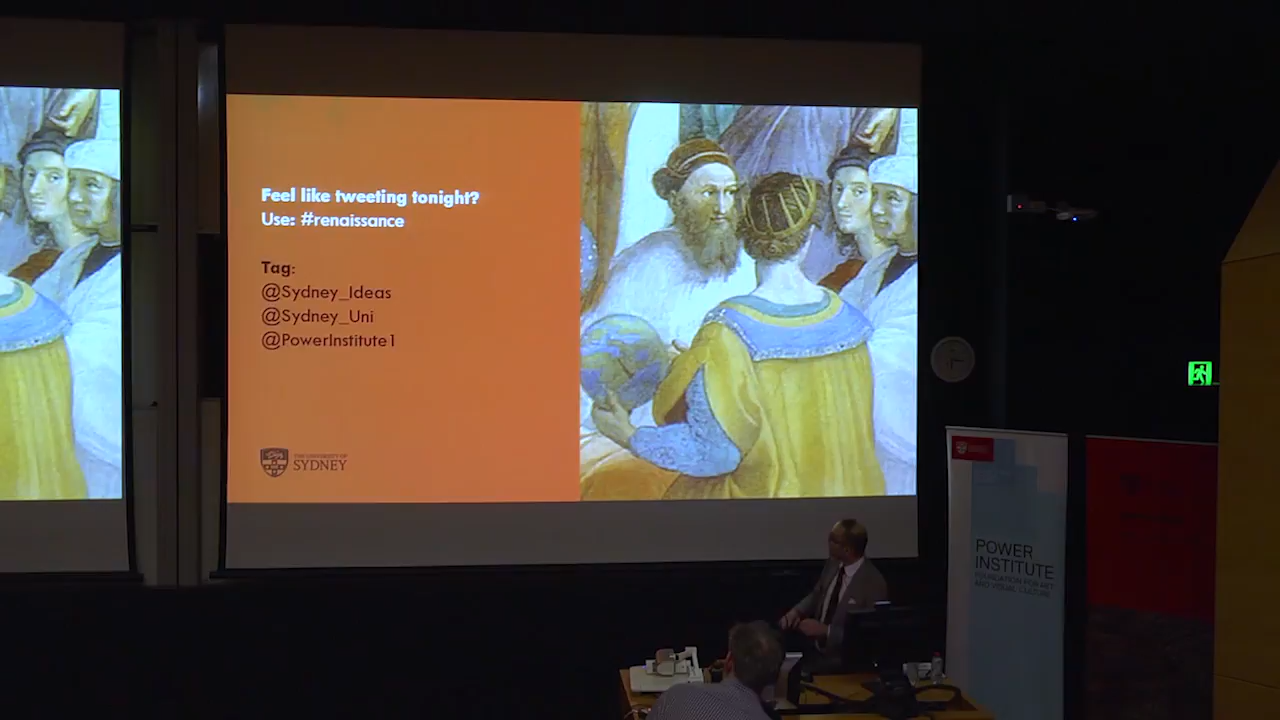 Feel like tweeting tonight?
Use: #renaissance
Tag:
@Sydney_Ideas
@Sydney_Uni
@PowerInstitute1
THE UNIVERSITY OF
SYDNEY
POWER
INSTITUTE
FOUNDATION FOR ART
AND VISUAL CULTURE